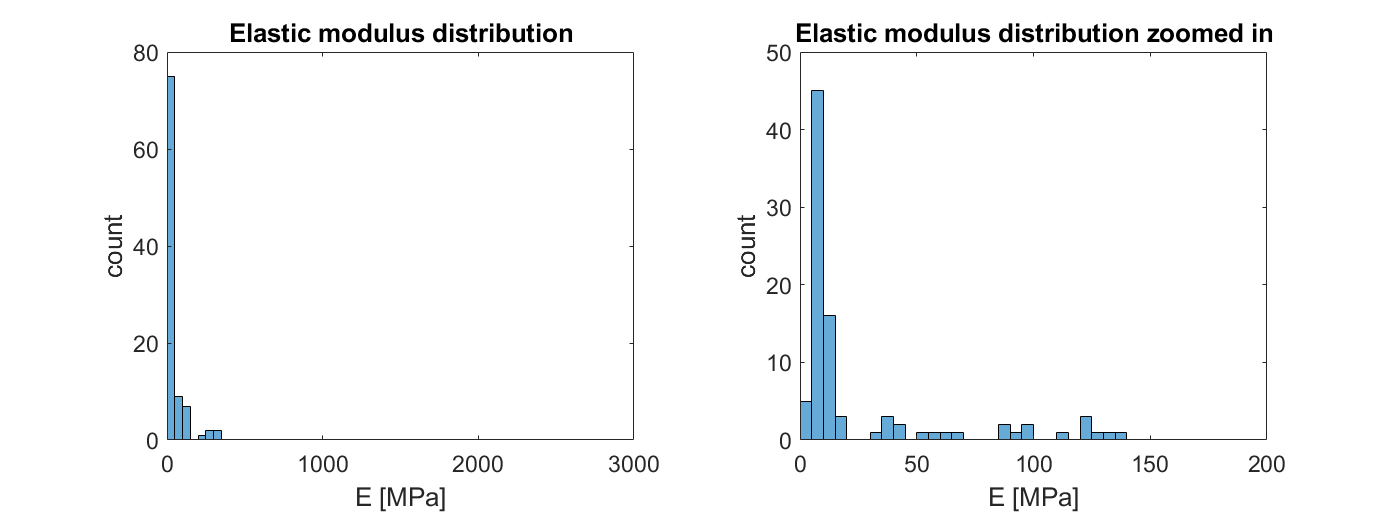 Elastic modulus distribution
80
60
40
20
0
count
0 1000 2000 3000
E [MPa]
Elastic modulus distribution zoomed in
50
40
30
20
10
0
count
0 50 100 150 200
E [MPa]